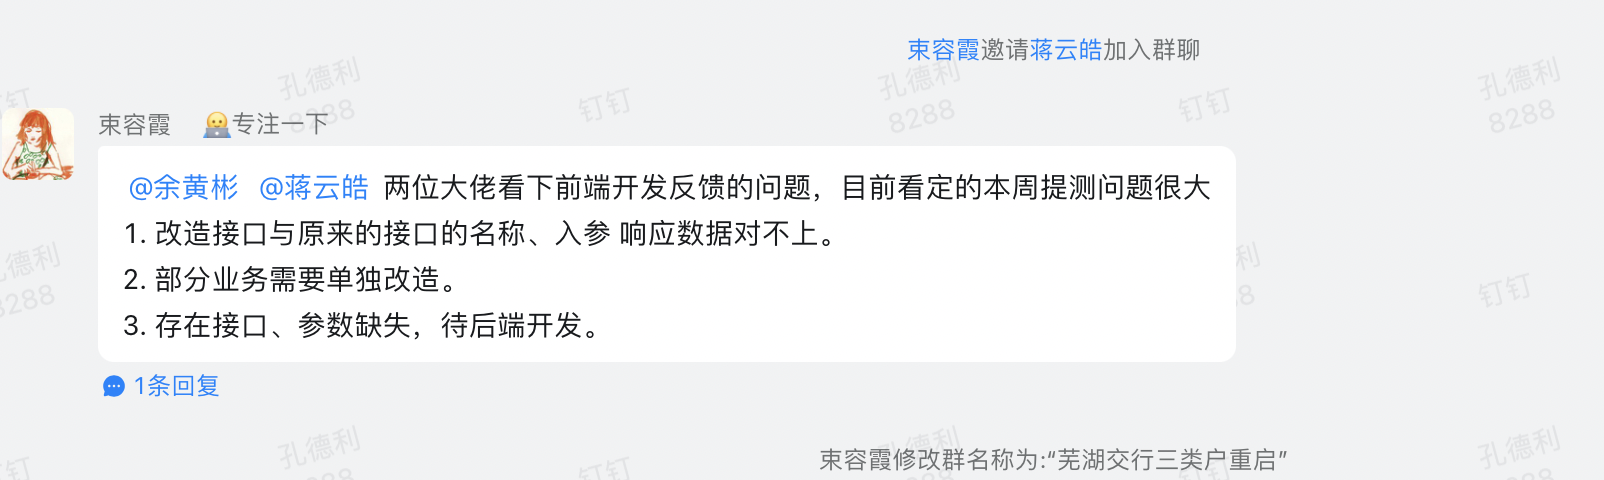 束容霞邀请蒋云皓加入群聊
束容霞 专注一下
@余黄彬 @蒋云皓 两位大佬看下前端开发反馈的问题，目前看定的本周提测问题很大
1. 改造接口与原来的接口的名称、入参 响应数据对不上。
2. 部分业务需要单独改造。
3. 存在接口、参数缺失，待后端开发。
1条回复
束容霞修改群名称为:“芜湖交行三类户重启”
孔德利
8288
钉钉
孔德利
8288
钉钉
孔德利
8288
钉钉
孔德利
钉钉
孔德利
钉钉
孔德利